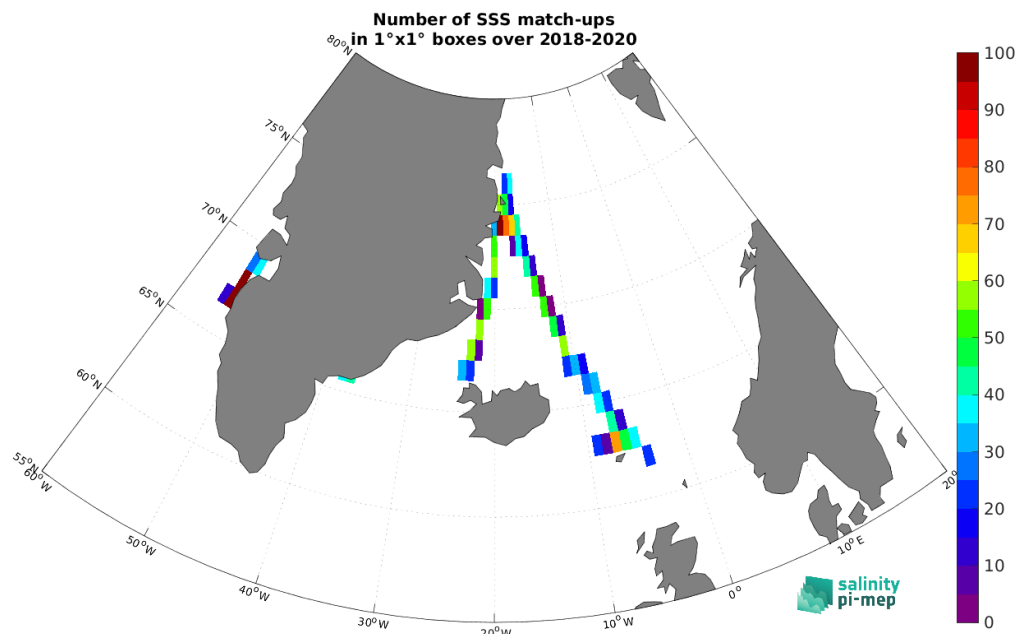 Number of SSS match-ups
in 1°x1° boxes over 2018-2020
80°N
75°N
70°N
65°N
60°N
55°N
60°W
50°W
40°W
30°W
20°W
10°W
0°
10°E
20°
100
90
80
70
60
50
40
30
20
10
0
salinity
pi-mep